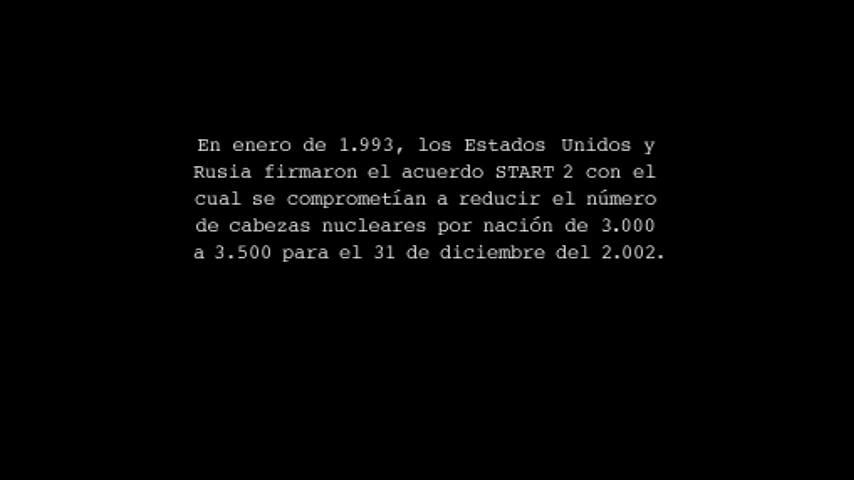 En enero de 1.993, los Estados Unidos y
Rusia firmaron el acuerdo START 2 con el
cual se comprometían a reducir el número
de cabezas nucleares por nación de 3.000
a 3.500 para el 31 de diciembre del 2.002.